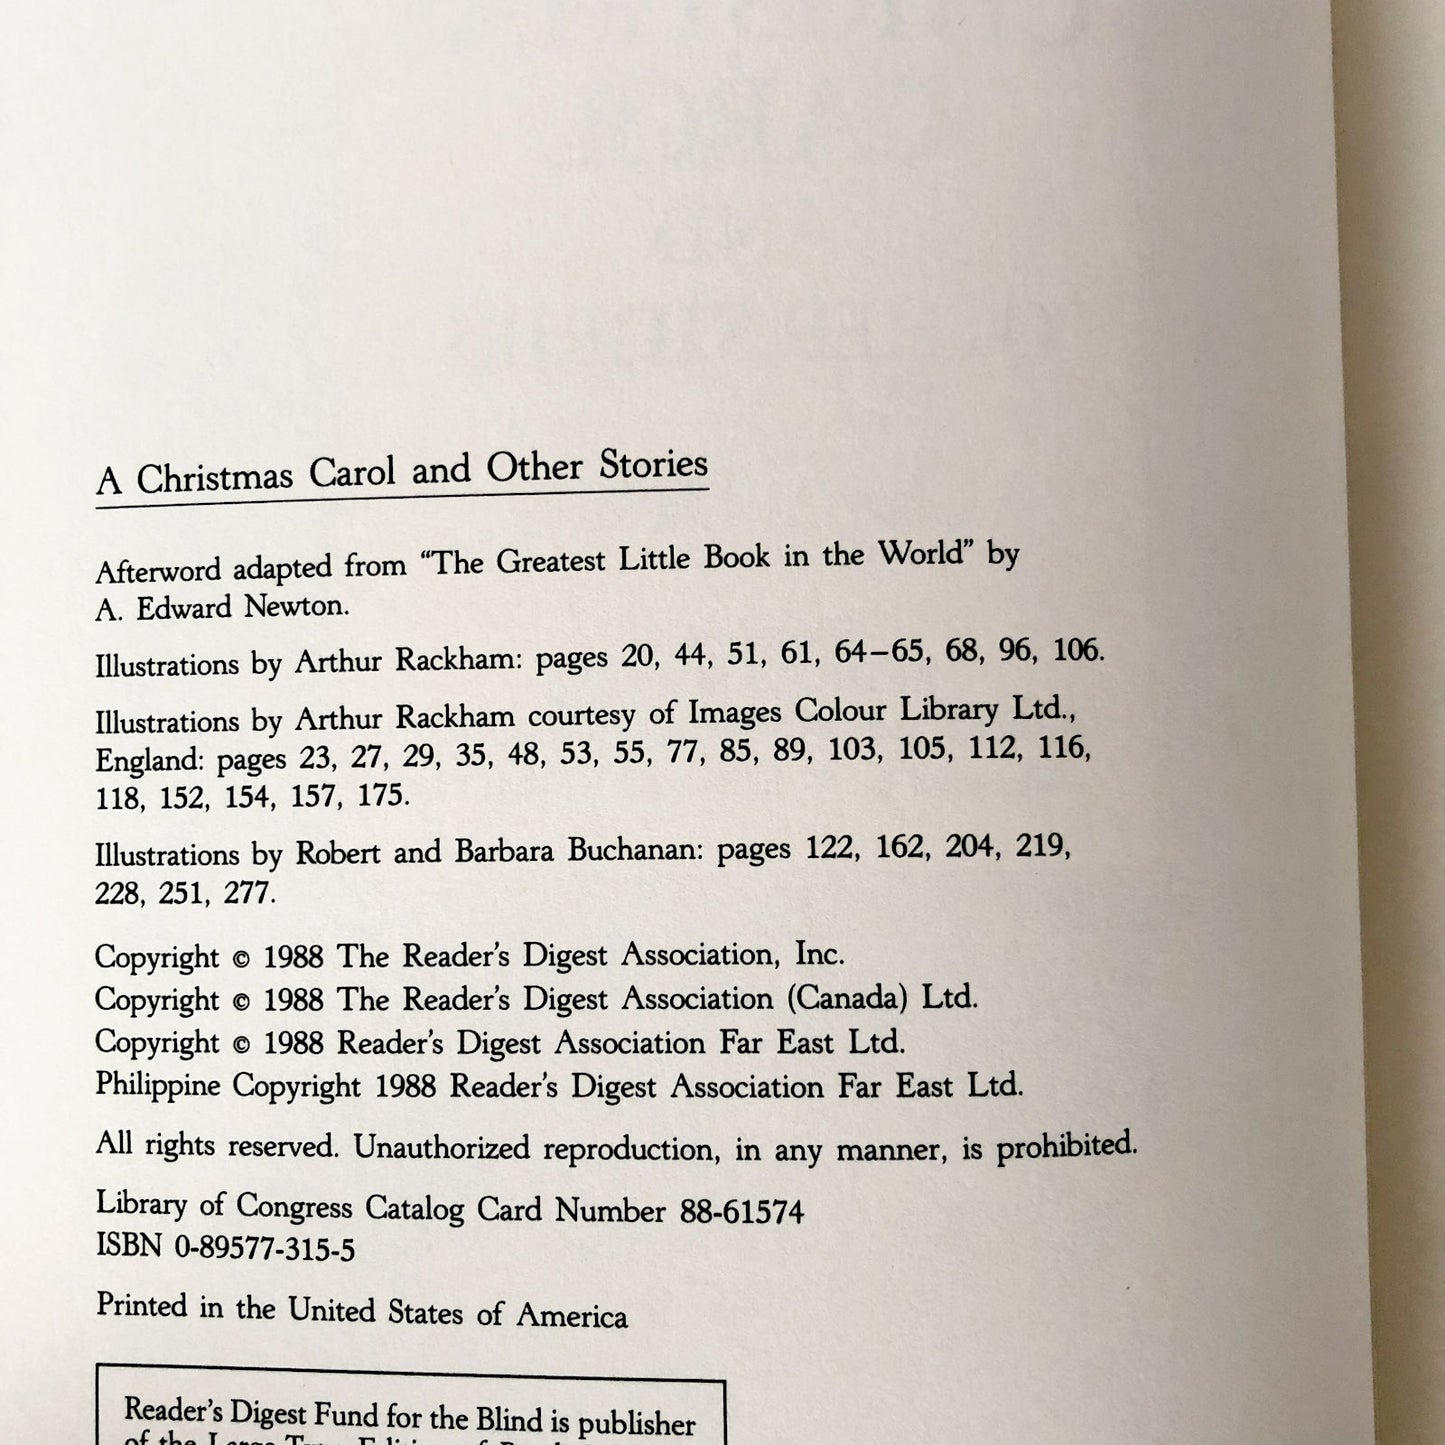 A Christmas Carol and Other Stories
Afterword adapted from “The Greatest Little Book in the World” by
A. Edward Newton.
Illustrations by Arthur Rackham: pages 20, 44, 51, 61, 64–65, 68, 96, 106.
Illustrations by Arthur Rackham courtesy of Images Colour Library Ltd.,
England: pages 23, 27, 29, 35, 48, 53, 55, 77, 85, 89, 103, 105, 112, 116,
118, 152, 154, 157, 175.
Illustrations by Robert and Barbara Buchanan: pages 122, 162, 204, 219,
228, 251, 277.
Copyright © 1988 The Reader’s Digest Association, Inc.
Copyright © 1988 The Reader’s Digest Association (Canada) Ltd.
Copyright © 1988 Reader’s Digest Association Far East Ltd.
Philippine Copyright 1988 Reader’s Digest Association Far East Ltd.
All rights reserved. Unauthorized reproduction, in any manner, is prohibited.
Library of Congress Catalog Card Number 88-61574
ISBN 0-89577-315-5
Printed in the United States of America
Reader’s Digest Fund for the Blind is publisher
of the